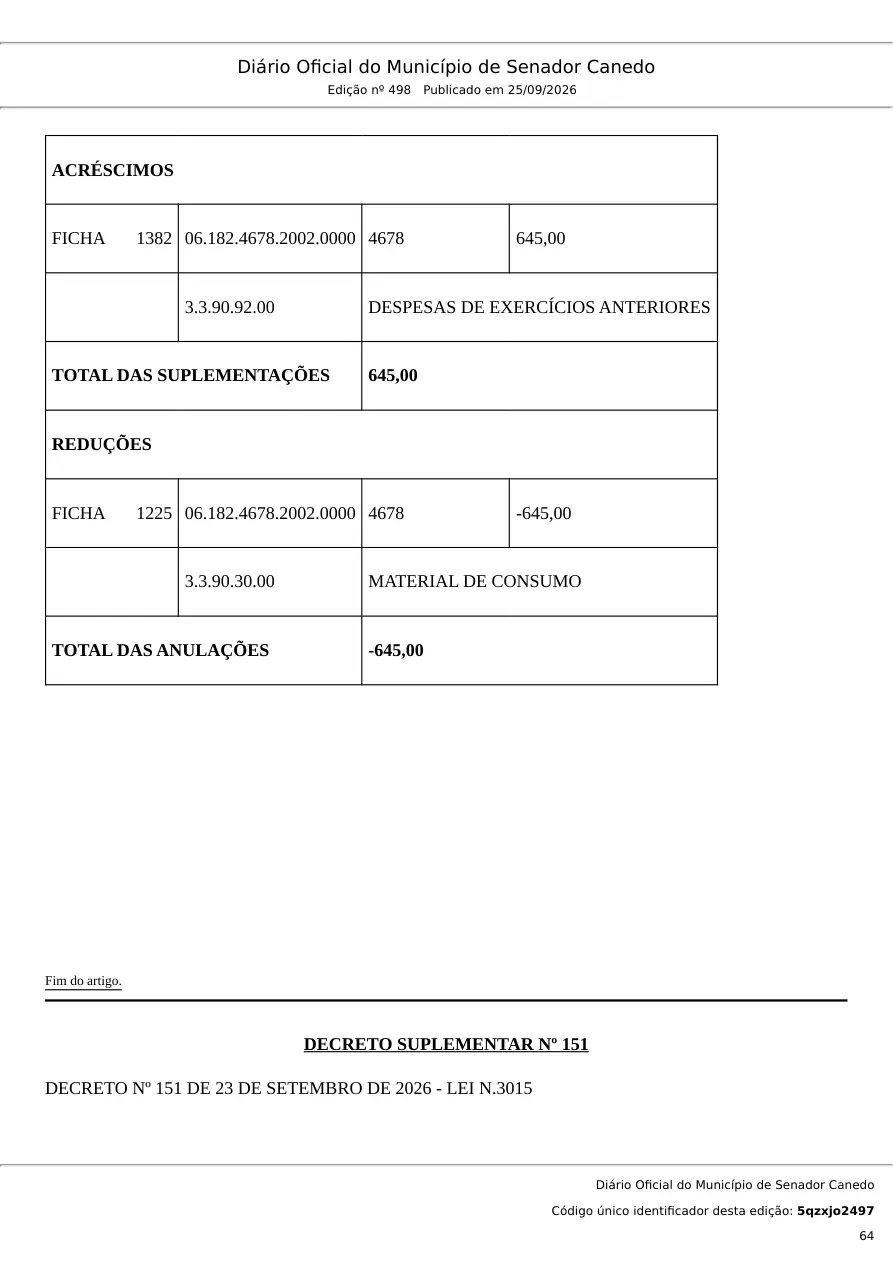 Diário Oficial do Município de Senador Canedo
Edição nº 498 Publicado em 25/09/2026
ACRÉSCIMOS
FICHA 1382 06.182.4678.2002.0000 4678 645,00
3.3.90.92.00 DESPESAS DE EXERCÍCIOS ANTERIORES
TOTAL DAS SUPLEMENTAÇÕES 645,00
REDUÇÕES
FICHA 1225 06.182.4678.2002.0000 4678 -645,00
3.3.90.30.00 MATERIAL DE CONSUMO
TOTAL DAS ANULAÇÕES -645,00
Fim do artigo.
DECRETO SUPLEMENTAR Nº 151
DECRETO Nº 151 DE 23 DE SETEMBRO DE 2026 - LEI N.3015
Diário Oficial do Município de Senador Canedo
Código único identificador desta edição: 5qzxjo2497
64